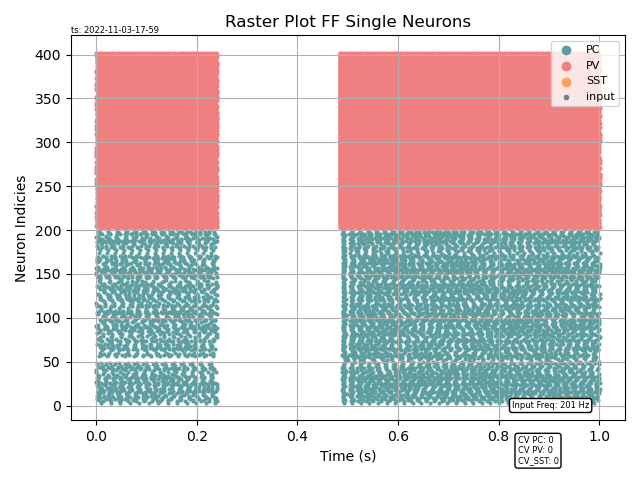 Raster Plot FF Single Neurons
ts: 2022-11-03-17-59
PC
PV
SST
input
400
350
300
250
200
150
100
50
0
Neuron Indicies
Input Freq: 201 Hz
0.0 0.2 0.4 0.6 0.8 1.0
Time (s)
CV PC: 0
CV PV: 0
CV_SST: 0